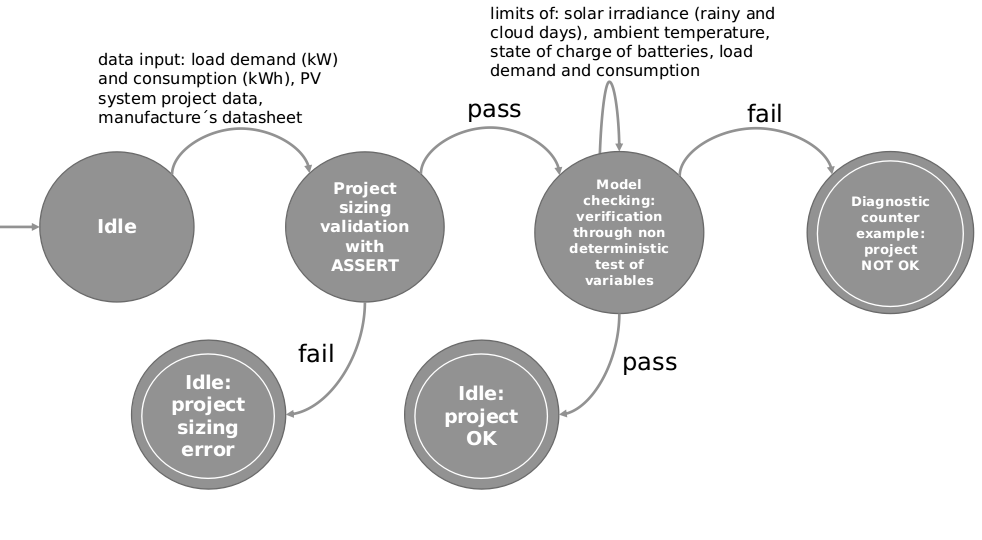 limits of: solar irradiance (rainy and
cloud days), ambient temperature,
state of charge of batteries, load
demand and consumption
data input: load demand (kW)
and consumption (kWh), PV
system project data,
manufacture´s datasheet
pass
fail
Idle
Project
sizing
validation
with
ASSERT
Model
checking:
verification
through non
deterministic
test of
variables
Diagnostic
counter
example:
project
NOT OK
fail
pass
Idle:
project
sizing
error
Idle:
project
OK